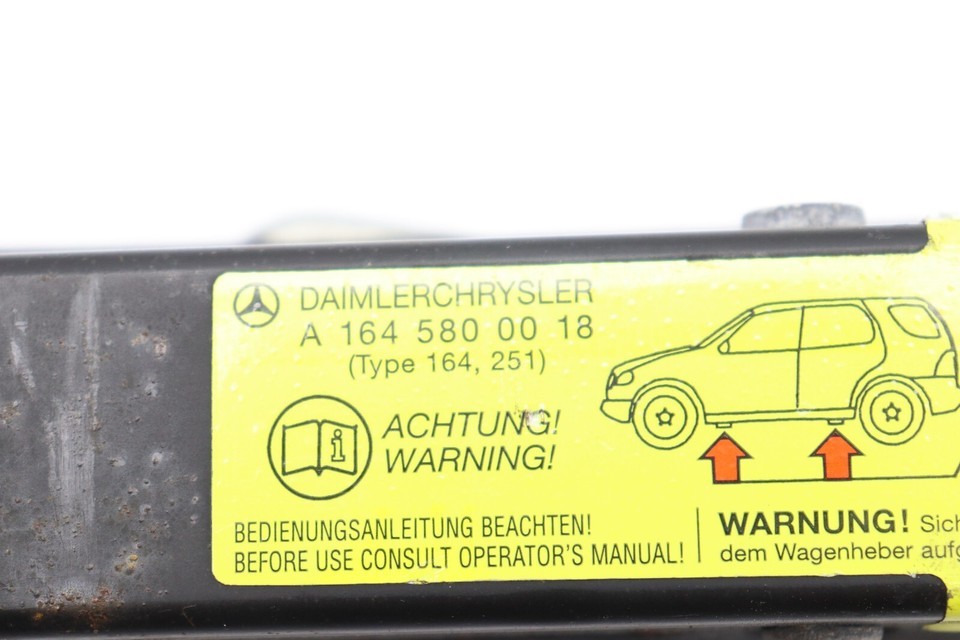 DAIMLERCHRYSLER
A 164 580 00 18
(Type 164, 251)
ACHTUNG!
WARNING!
BEDIENUNGSANLEITUNG BEACHTEN!
BEFORE USE CONSULT OPERATOR'S MANUAL!
WARNUNG!
dem Wagenheber